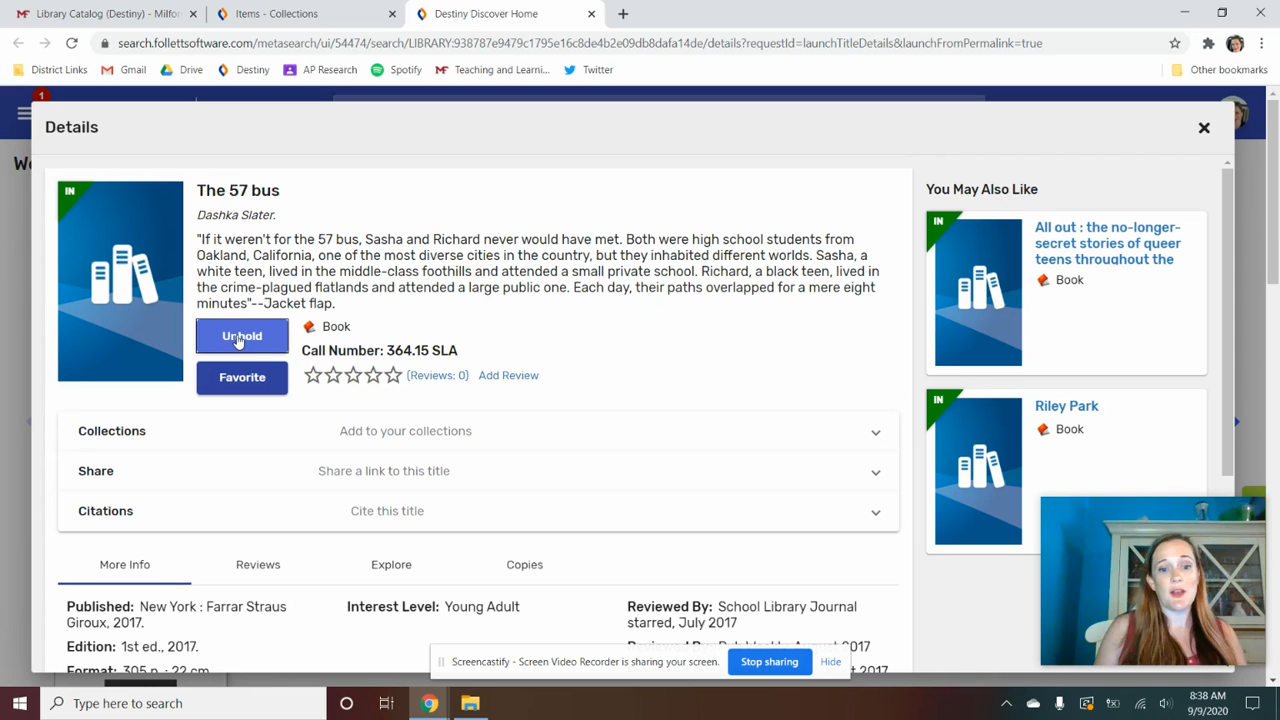 Library Catalog (Destiny) - Milfor
Items - Collections
Destiny Discover Home
search.follettsoftware.com/metasearch/ui/54474/search/LIBRARY:938787e9479c1795e16c8de4b2e09db8dafa14de/details?requestId=launchTitleDetails&launchFromPermalink=true
District Links
Gmail
Drive
Destiny
AP Research
Spotify
Teaching and Learni...
Twitter
Other bookmarks
1
Details
IN
The 57 bus
Dashka Slater.
"If it weren't for the 57 bus, Sasha and Richard never would have met. Both were high school students from
Oakland, California, one of the most diverse cities in the country, but they inhabited different worlds. Sasha, a
white teen, lived in the middle-class foothills and attended a small private school. Richard, a black teen, lived in
the crime-plagued flatlands and attended a large public one. Each day, their paths overlapped for a mere eight
minutes"--Jacket flap.
Unhold
Book
Call Number: 364.15 SLA
Favorite
(Reviews: 0) Add Review
Collections Add to your collections
Share Share a link to this title
Citations Cite this title
More Info
Reviews
Explore
Copies
Published: New York : Farrar Straus
Giroux, 2017.
Edition: 1st ed., 2017.
Format: 305 p. : 22 cm
Interest Level: Young Adult
Reviewed By: School Library Journal
starred, July 2017
You May Also Like
IN
All out : the no-longer-
secret stories of queer
teens throughout the
Book
IN
Riley Park
Book
Screencastify - Screen Video Recorder is sharing your screen.
Stop sharing
Hide
Type here to search
8:38 AM
9/9/2020